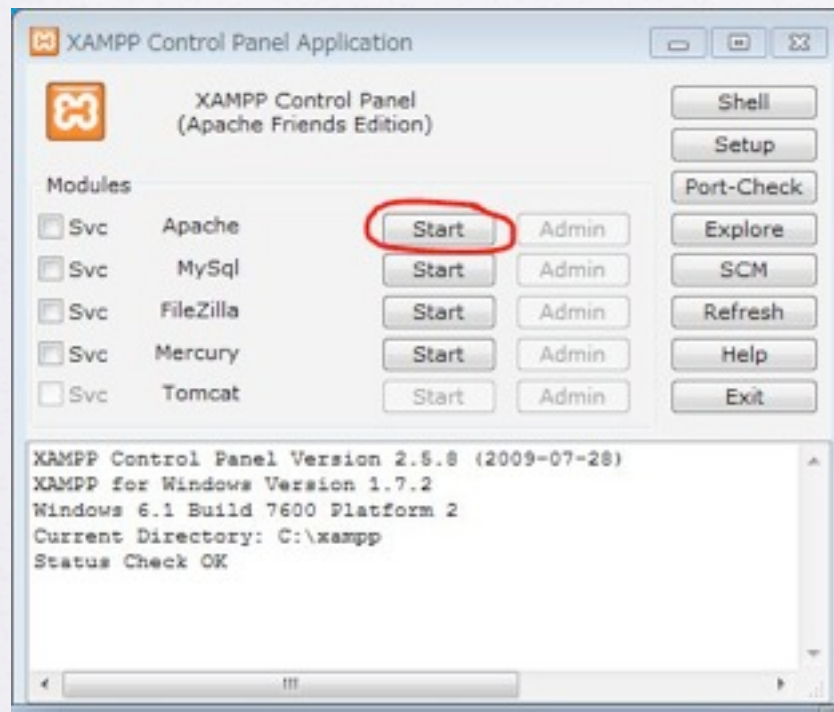 XAMPP Control Panel Application
XAMPP Control Panel
(Apache Friends Edition)
Shell
Setup
Modules
Port-Check
Svc Apache Start Admin Explore
Svc MySql Start Admin SCM
Svc FileZilla Start Admin Refresh
Svc Mercury Start Admin Help
Svc Tomcat Start Admin Exit
XAMPP Control Panel Version 2.5.8 (2009-07-28)
XAMPP for Windows Version 1.7.2
Windows 6.1 Build 7600 Platform 2
Current Directory: C:\xampp
Status Check OK